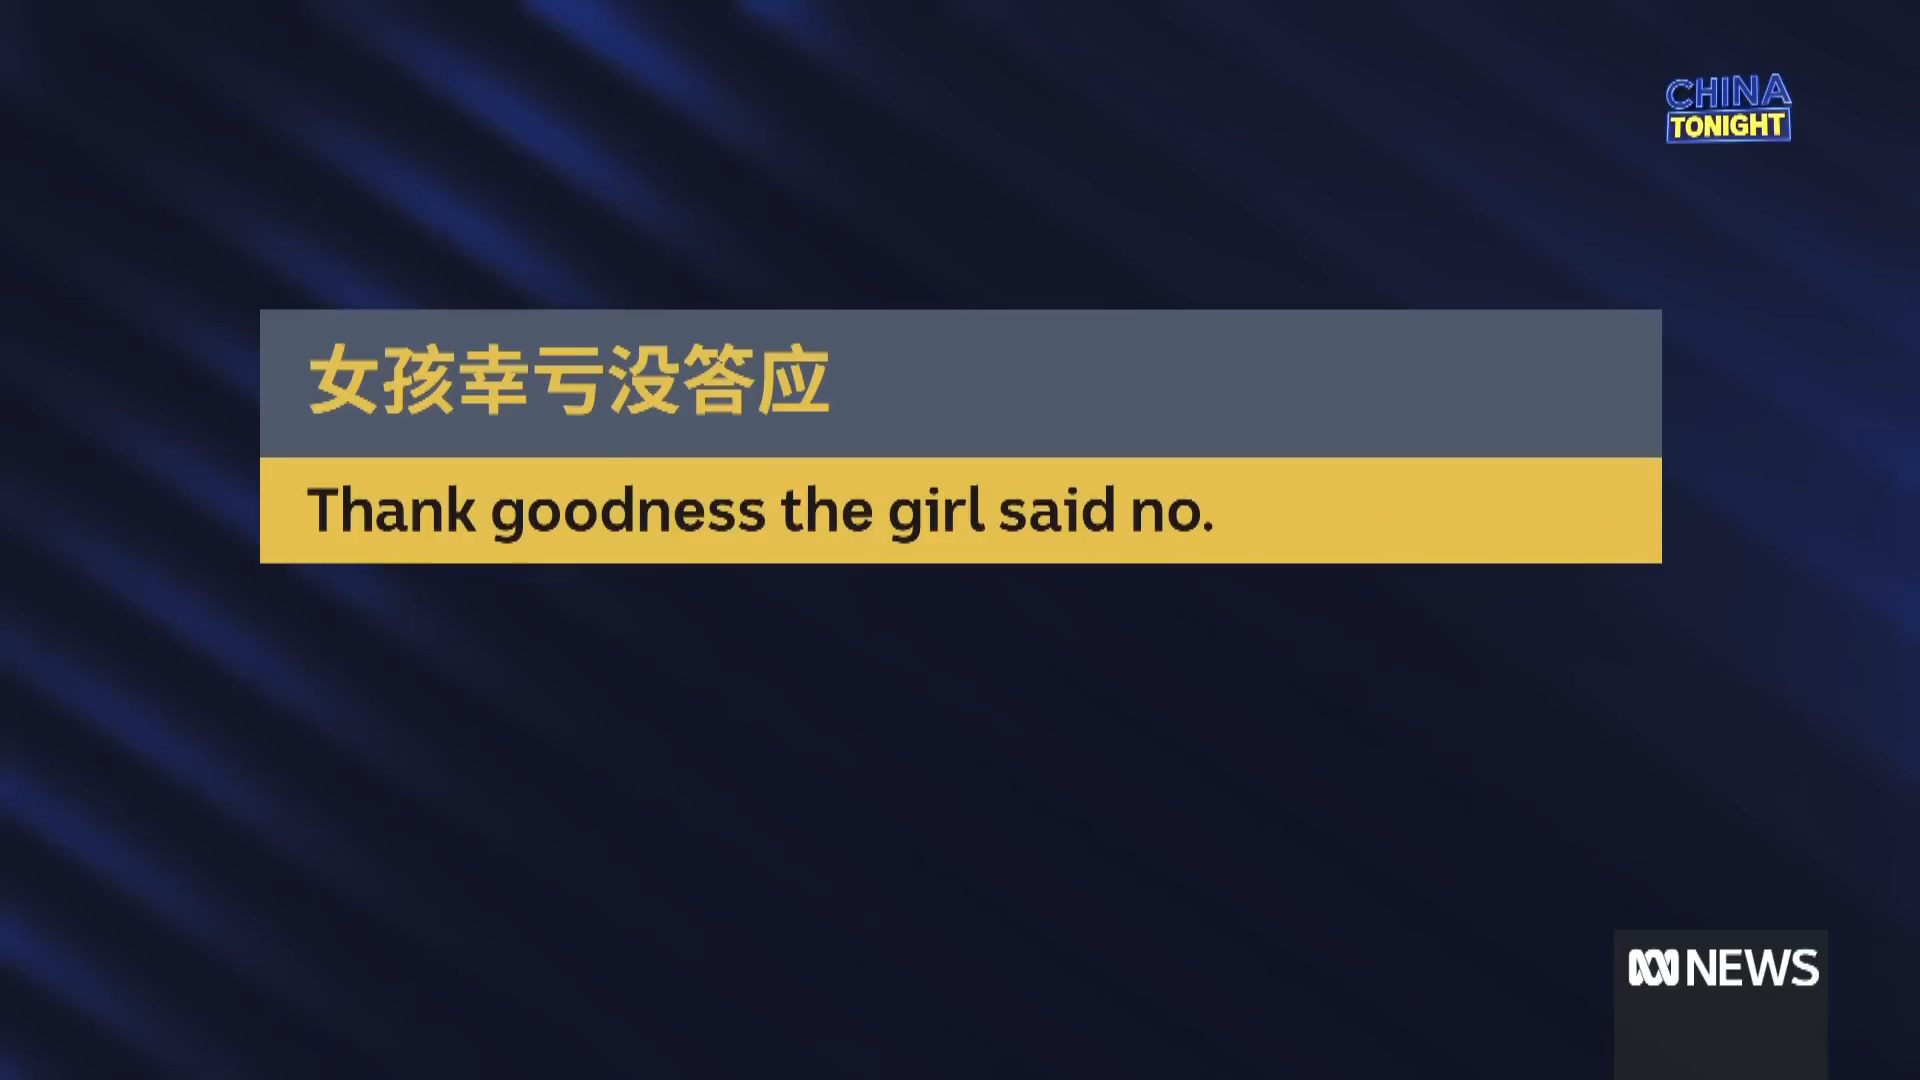 CHINA
TONIGHT
女孩幸亏没答应
Thank goodness the girl said no.
NEWS